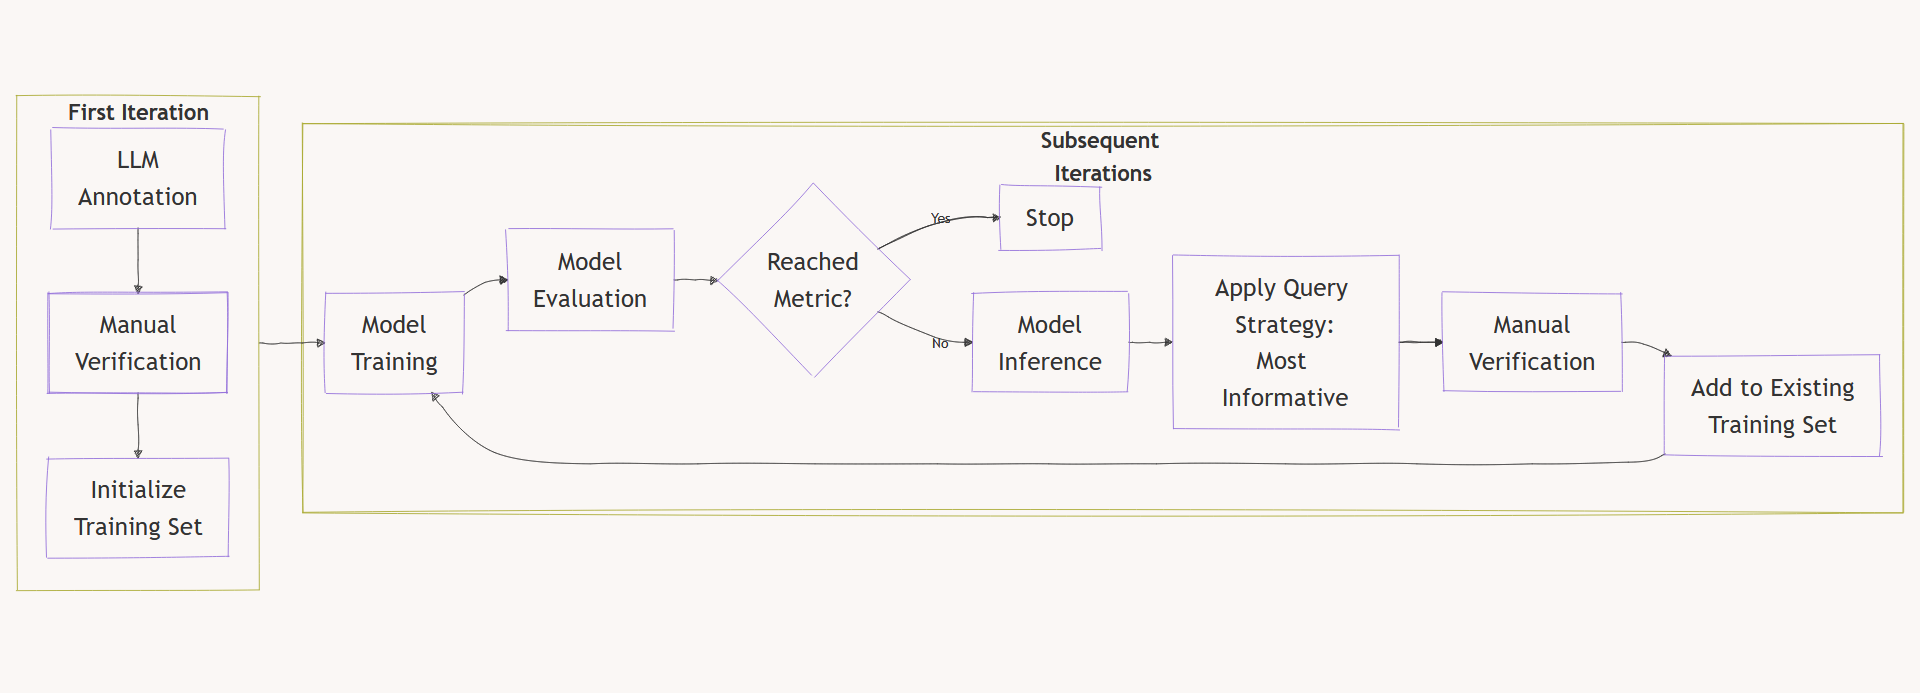 First Iteration
LLM
Annotation
Manual
Verification
Initialize
Training Set
Subsequent
Iterations
Model
Training
Model
Evaluation
Reached
Metric?
Yes
Stop
No
Model
Inference
Apply Query
Strategy:
Most
Informative
Manual
Verification
Add to Existing
Training Set